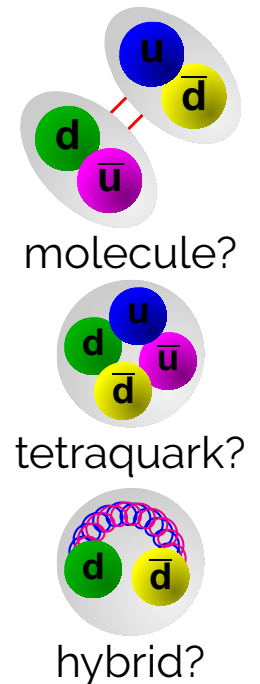 u
d̅
d
u̅
molecule?
u
d
u̅
d̅
tetraquark?
d
d̅
hybrid?